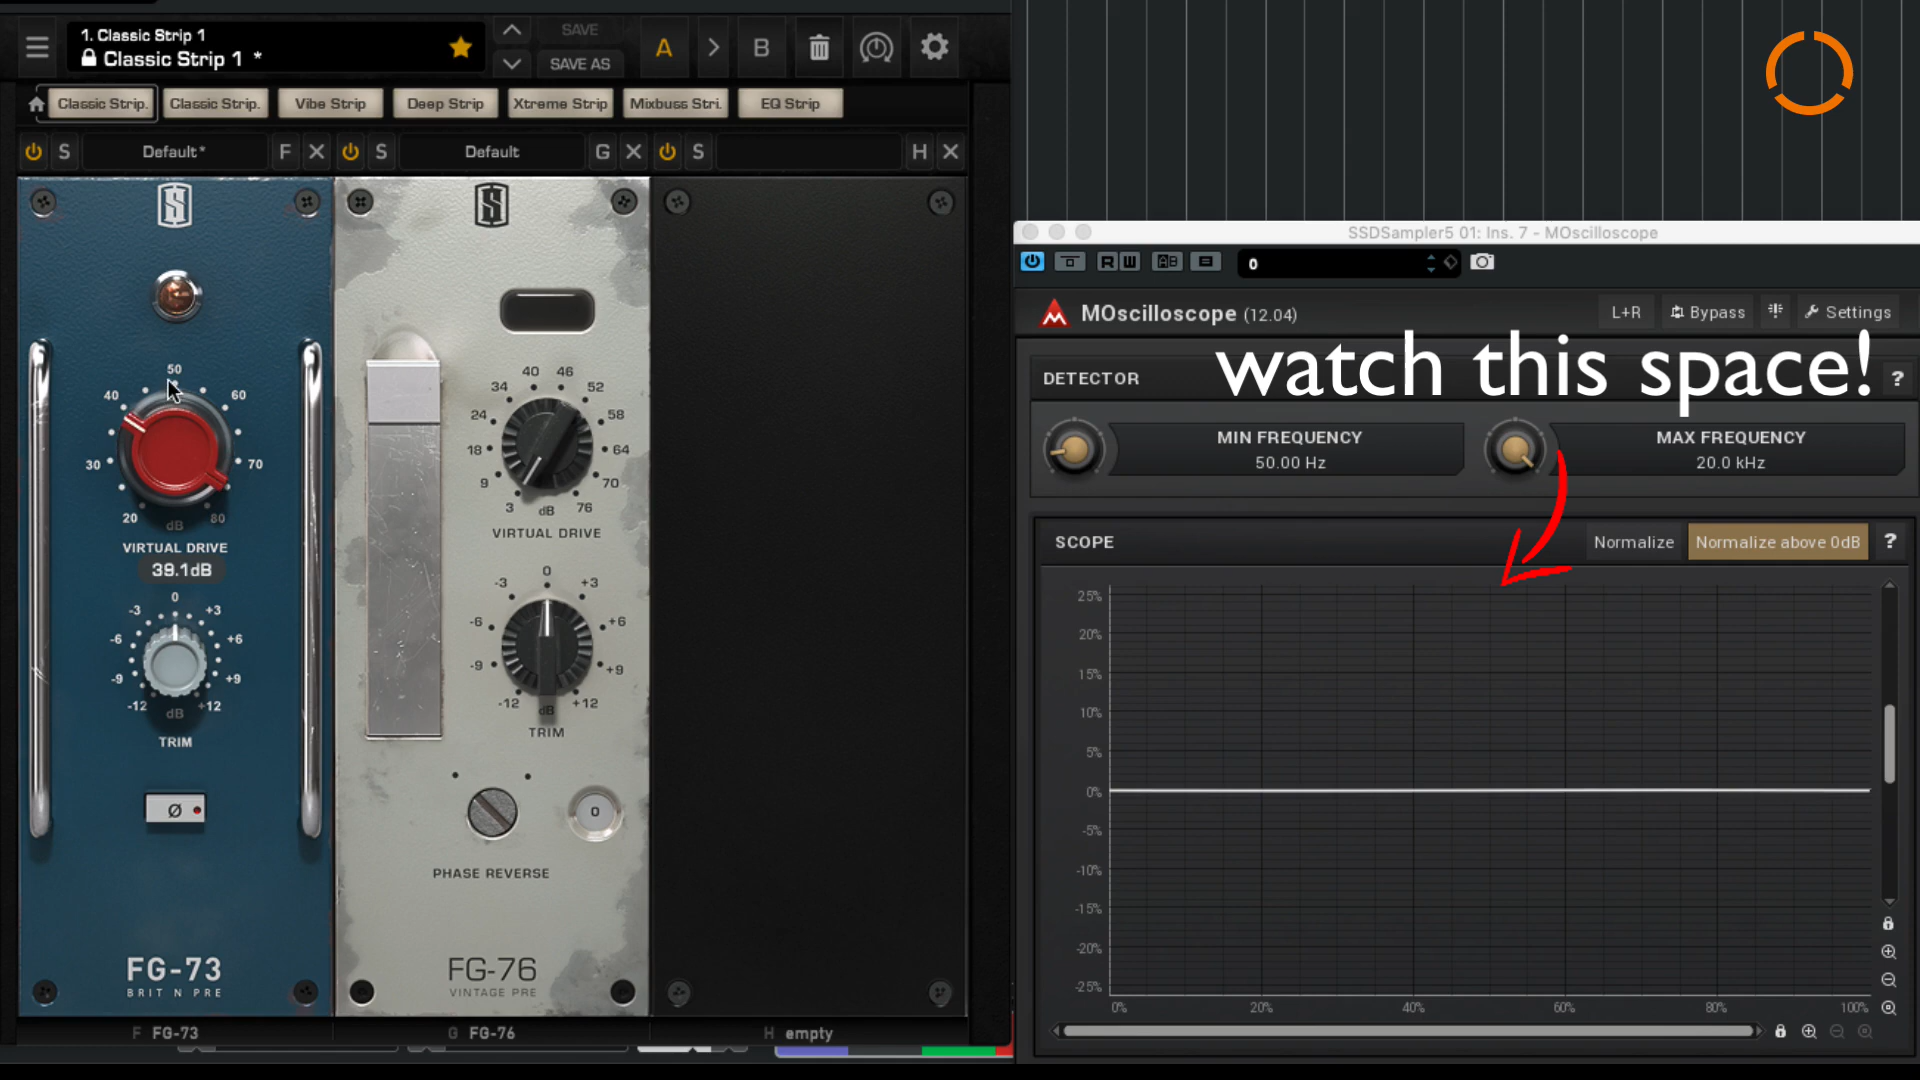 1. Classic Strip 1
Classic Strip 1 *
SAVE
SAVE AS
A
B
Classic Strip.
Classic Strip.
Vibe Strip
Deep Strip
Xtreme Strip
Mixbuss Stri.
EQ Strip
S
Default*
F
S
Default
G
S
H
50
40
60
30
70
20
dB
80
VIRTUAL DRIVE
39.1dB
0
-3
+3
-6
+6
-9
+9
-12
dB
+12
TRIM
Ø
FG-73
BRIT N PRE
40
46
34
52
24
58
18
64
9
70
3
dB
76
VIRTUAL DRIVE
0
-3
+3
-6
+6
-9
+9
-12
dB
+12
TRIM
0
PHASE REVERSE
FG-76
VINTAGE PRE
F FG-73
G FG-76
H empty
SSDSampler5 01: Ins. 7 - MOscilloscope
R W
AB
0
MOscilloscope (12.04)
L+R
Bypass
Settings
watch this space!
DETECTOR
?
MIN FREQUENCY
50.00 Hz
MAX FREQUENCY
20.0 kHz
SCOPE
Normalize
Normalize above 0dB
?
25%
20%
15%
10%
5%
0%
-5%
-10%
-15%
-20%
-25%
0%
20%
40%
60%
80%
100%